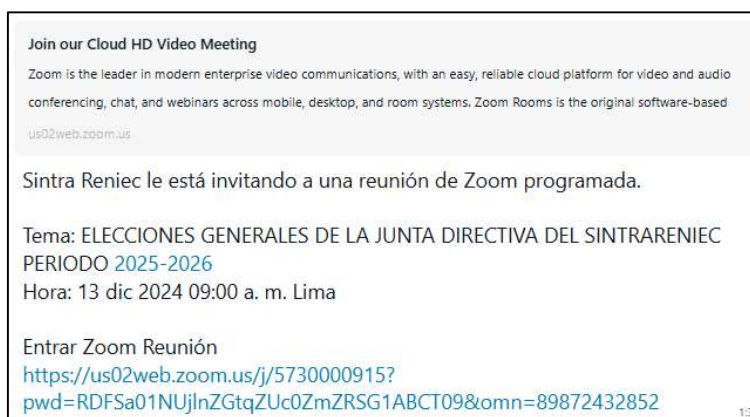 Join our Cloud HD Video Meeting
Zoom is the leader in modern enterprise video communications, with an easy, reliable cloud platform for video and audio
conferencing, chat, and webinars across mobile, desktop, and room systems. Zoom Rooms is the original software-based
us02web.zoom.us
Sintra Reniec le está invitando a una reunión de Zoom programada.
Tema: ELECCIONES GENERALES DE LA JUNTA DIRECTIVA DEL SINTRARENIEC
PERIODO 2025-2026
Hora: 13 dic 2024 09:00 a. m. Lima
Entrar Zoom Reunión
https://us02web.zoom.us/j/5730000915?
pwd=RDFSa01NUjlnZGtqZUc0ZmZRSG1ABCT09&omn=89872432852